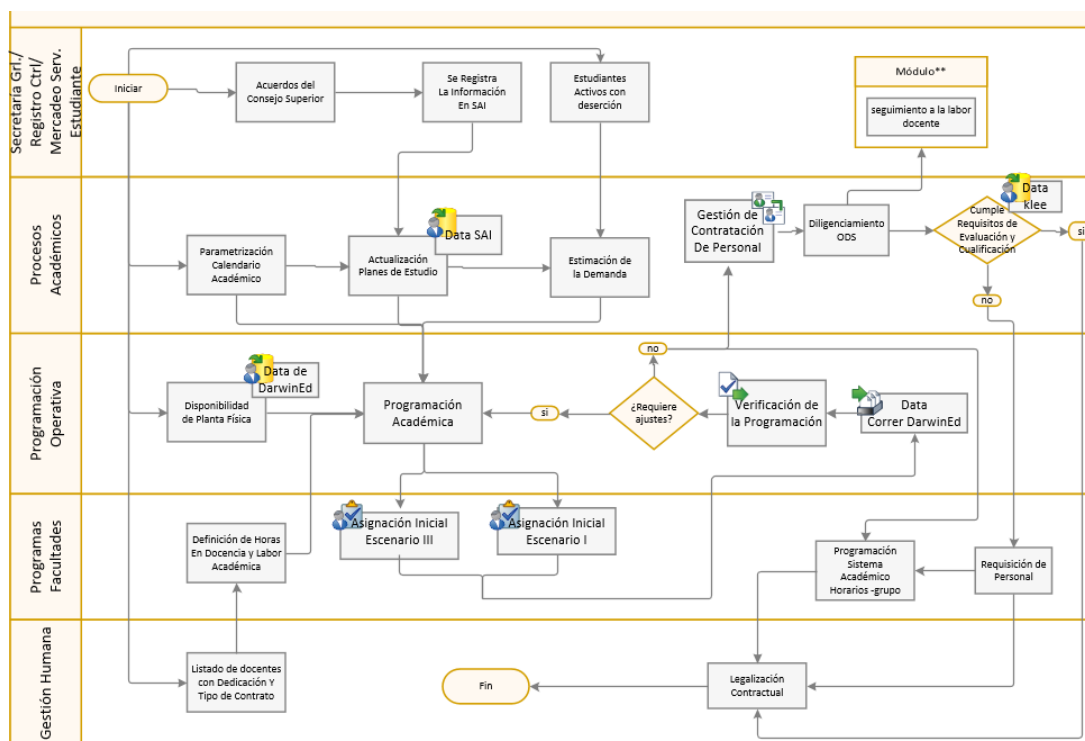 Secretaría Grl./
Registro Ctrl/
Mercadeo Serv.
Estudiante
Iniciar
Acuerdos del
Consejo Superior
Se Registra
La Información
En SAI
Estudiantes
Activos con
deserción
Módulo**
seguimiento a la labor
docente
Procesos
Académicos
Parametrización
Calendario
Académico
Actualización
Planes de Estudio
Data SAI
Estimación de
la Demanda
Gestión de
Contratación
De Personal
Diligenciamiento
ODS
Data
klee
Cumple
Requisitos de
Evaluación y
Cualificación
si
no
Programación
Operativa
Disponibilidad
de Planta Física
Data de
DarwinEd
Programación
Académica
si
no
¿Requiere
ajustes?
Verificación de
la Programación
Data
Correr DarwinEd
Programas
Facultades
Definición de Horas
En Docencia y Labor
Académica
Asignación Inicial
Escenario III
Asignación Inicial
Escenario I
Programación
Sistema
Académico
Horarios -grupo
Requisición de
Personal
Gestión Humana
Listado de docentes
con Dedicación Y
Tipo de Contrato
Fin
Legalización
Contractual